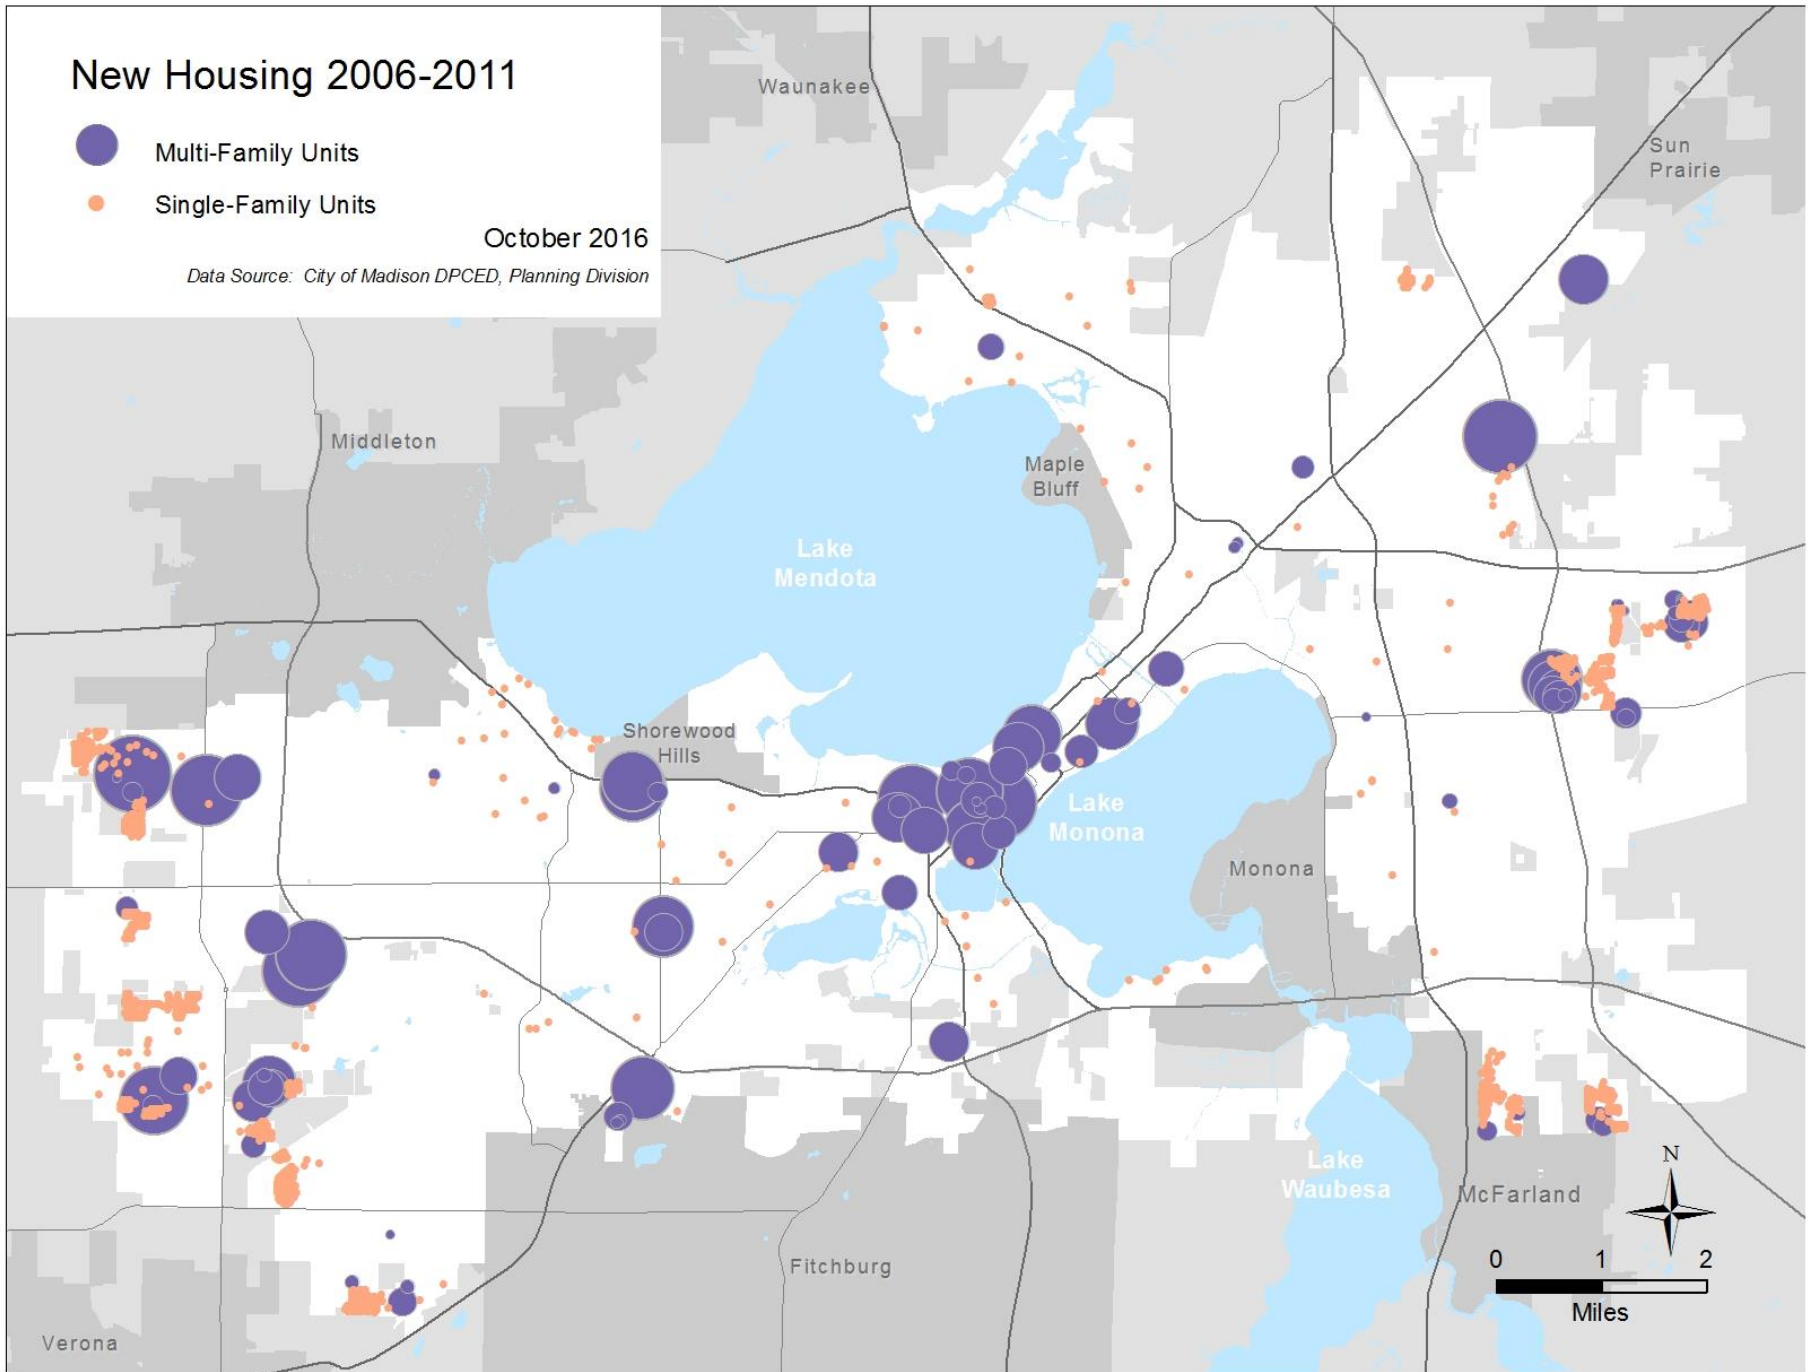 New Housing 2006-2011
Multi-Family Units
Single-Family Units
October 2016
Data Source: City of Madison DPCED, Planning Division
Waunakee
Sun
Prairie
Middleton
Maple
Bluff
Lake
Mendota
Shorewood
Hills
Lake
Monona
Monona
Lake
Waubesa
McFarland
Fitchburg
Verona
N
0 1 2
Miles